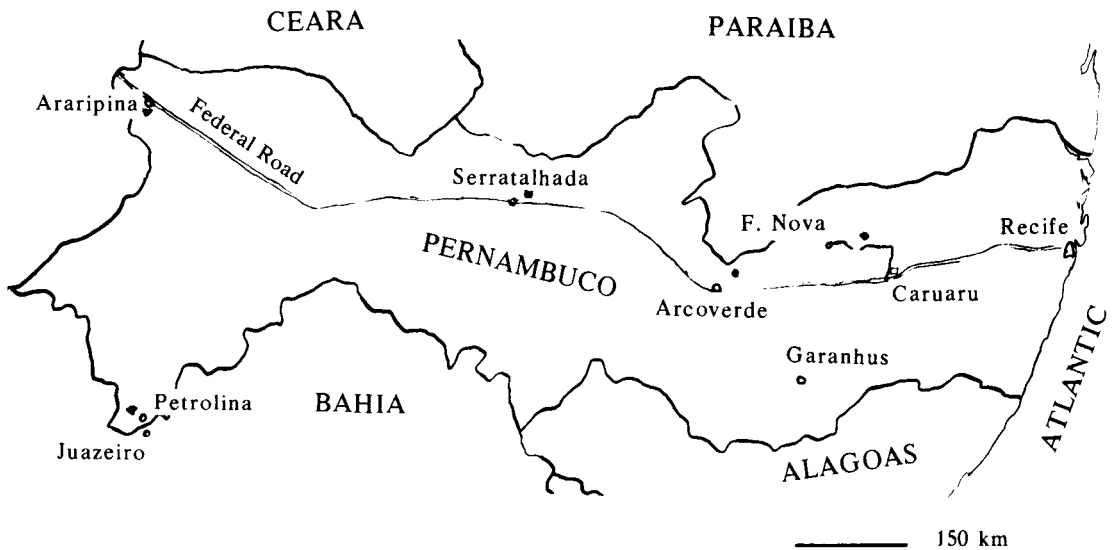 CEARA
PARAIBA
Araripina
Federal Road
Serratalhada
F. Nova
Recife
PERNAMBUCO
Arcoverde
Caruaru
Garanhus
ATLANTIC
Petrolina
BAHIA
Juazeiro
ALAGOAS
150 km